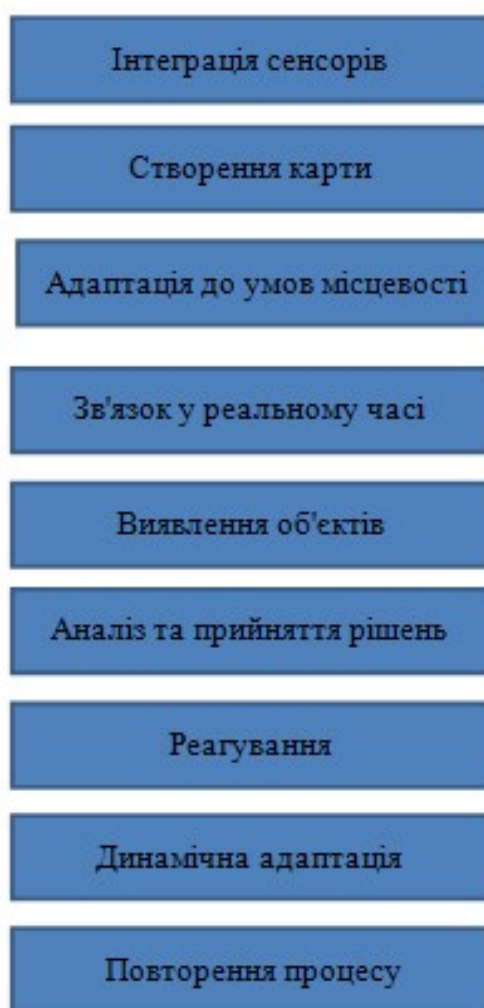 Інтеграція сенсорів
Створення карти
Адаптація до умов місцевості
Зв'язок у реальному часі
Виявлення об'єктів
Аналіз та прийняття рішень
Реагування
Динамічна адаптація
Повторення процесу